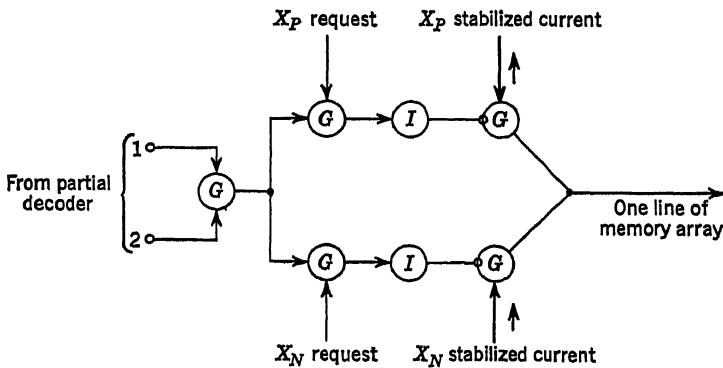 X_P request
X_P stabilized current
G
I
G
1
From partial
decoder
G
2
One line of
memory array
G
I
G
X_N request
X_N stabilized current